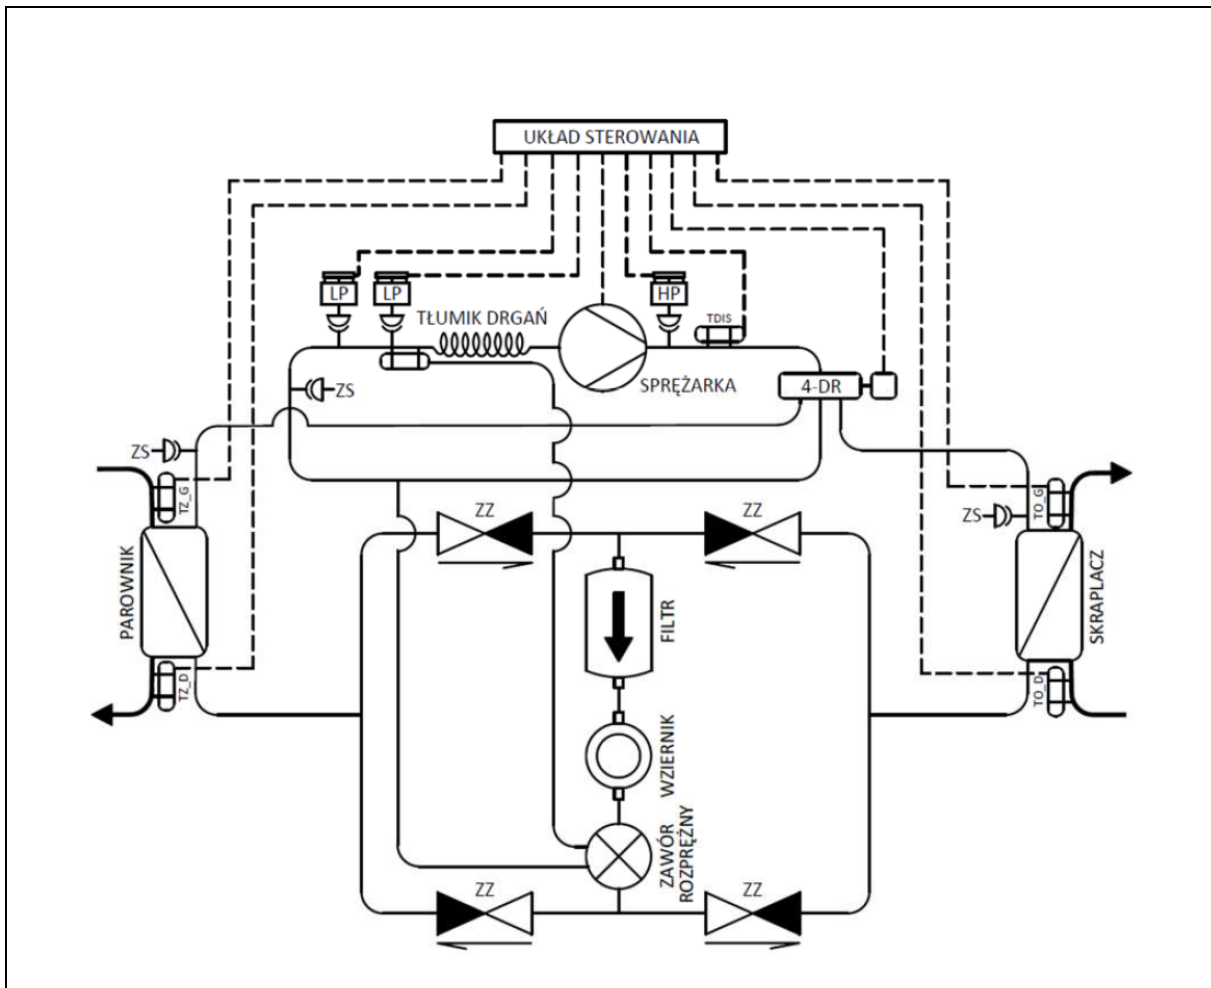 UKŁAD STEROWANIA
LP
LP
HP
TŁUMIK DRGAŃ
TDIS
SPRĘŻARKA
4-DR
ZS
ZS
TZ_G
TO_G
ZS
ZZ
ZZ
PAROWNIK
FILTR
SKRAPLACZ
TZ_D
TO_D
WZIERNIK
ZAWÓR
ROZPRĘŻNY
ZZ
ZZ